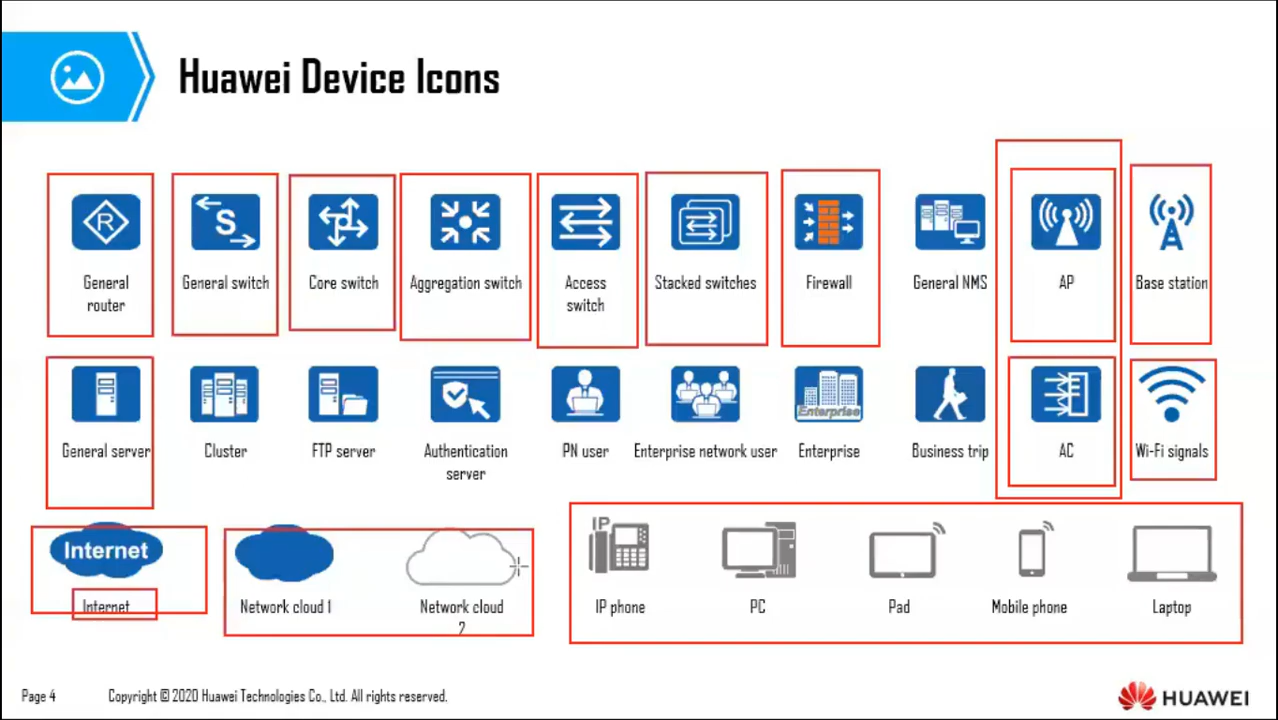 Huawei Device Icons
R
S
General
router
General switch
Core switch
Aggregation switch
Access
switch
Stacked switches
Firewall
General NMS
AP
Base station
Enterprise
General server
Cluster
FTP server
Authentication
server
PN user
Enterprise network user
Enterprise
Business trip
AC
Wi-Fi signals
Internet
IP
Internet
Network cloud 1
Network cloud
2
IP phone
PC
Pad
Mobile phone
Laptop
Page 4
Copyright © 2020 Huawei Technologies Co., Ltd. All rights reserved.
HUAWEI